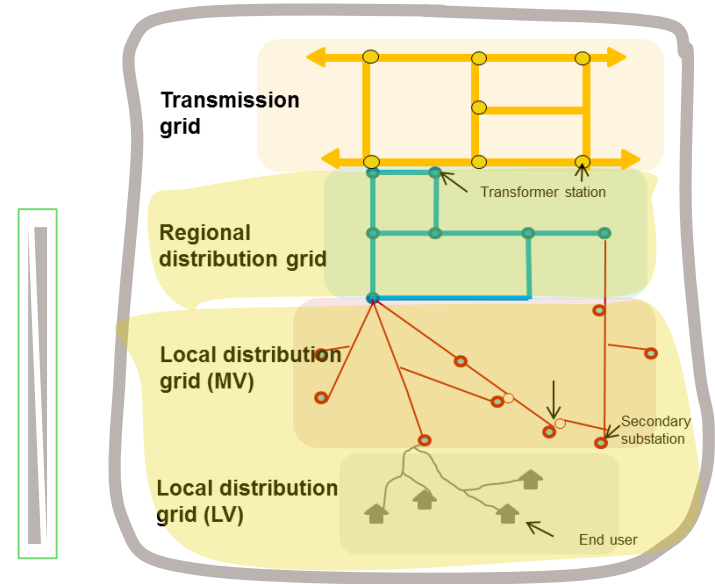 Transmission
grid
Transformer station
Regional
distribution grid
Local distribution
grid (MV)
Secondary
substation
Local distribution
grid (LV)
End user